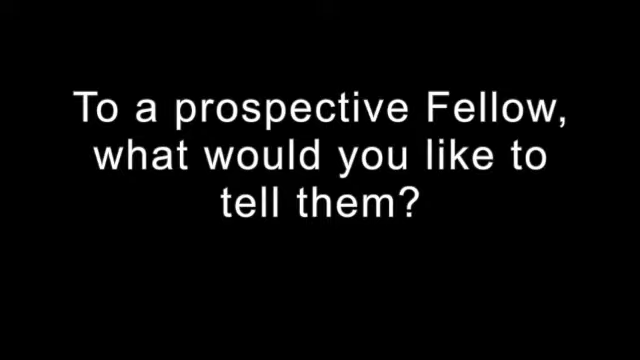 To a prospective Fellow,
what would you like to
tell them?